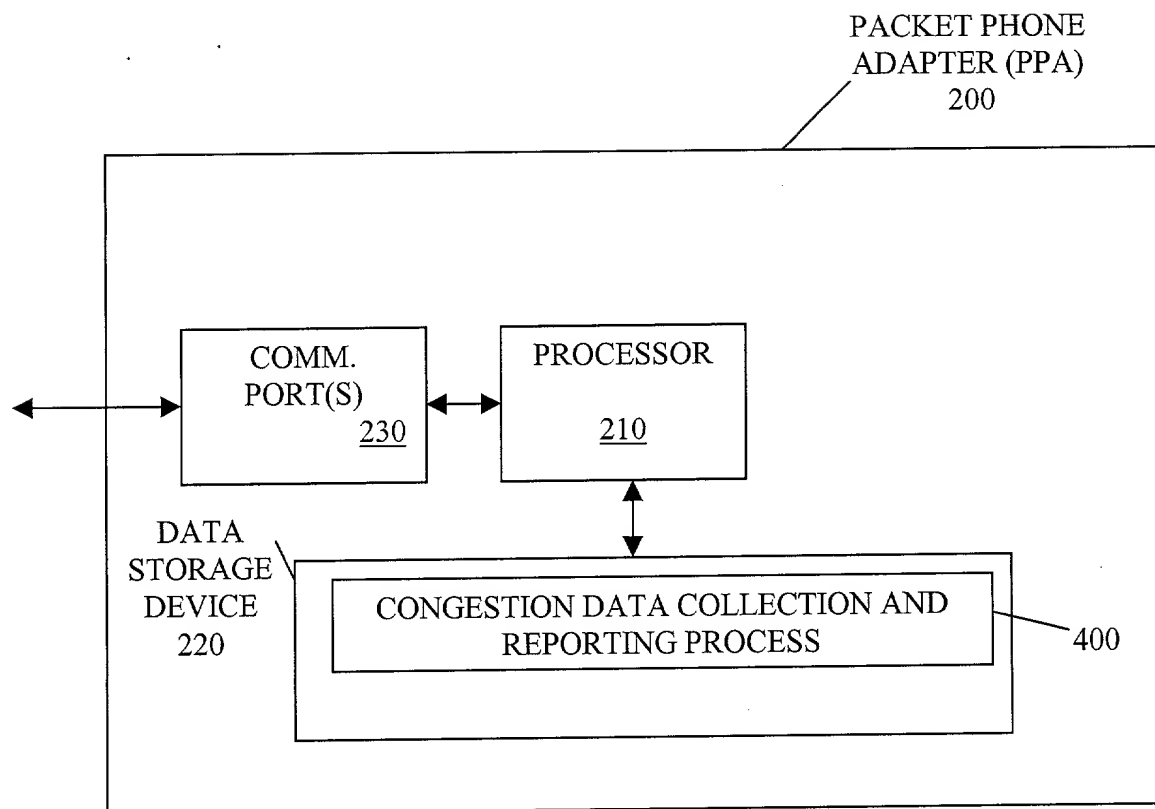 PACKET PHONE
ADAPTER (PPA)
200
COMM.
PORT(S)
230
PROCESSOR
210
DATA
STORAGE
DEVICE
220
CONGESTION DATA COLLECTION AND
REPORTING PROCESS
400